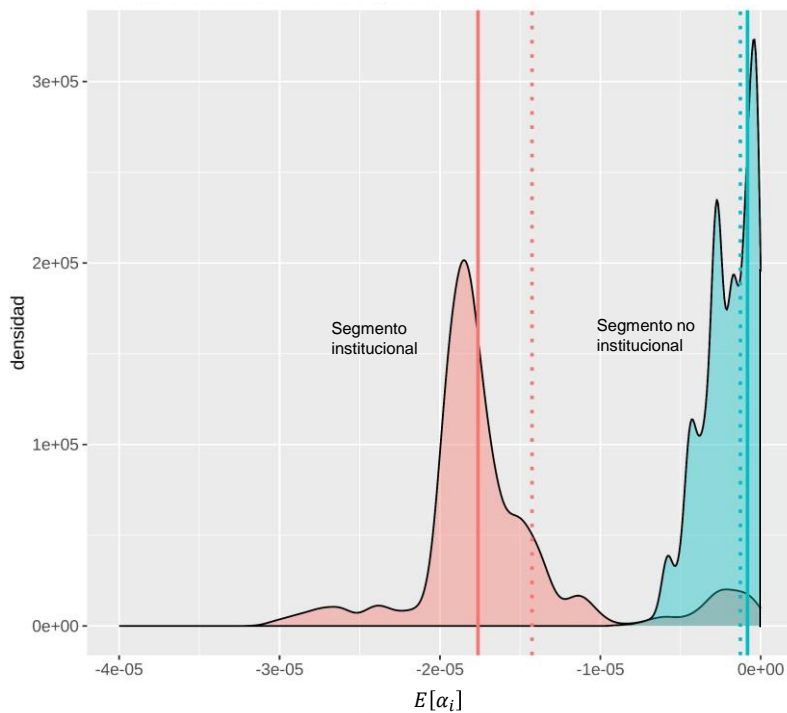 3e+05
2e+05
1e+05
0e+00
densidad
Segmento
institucional
Segmento no
institucional
-4e-05
-3e-05
-2e-05
-1e-05
0e+00
E[αᵢ]